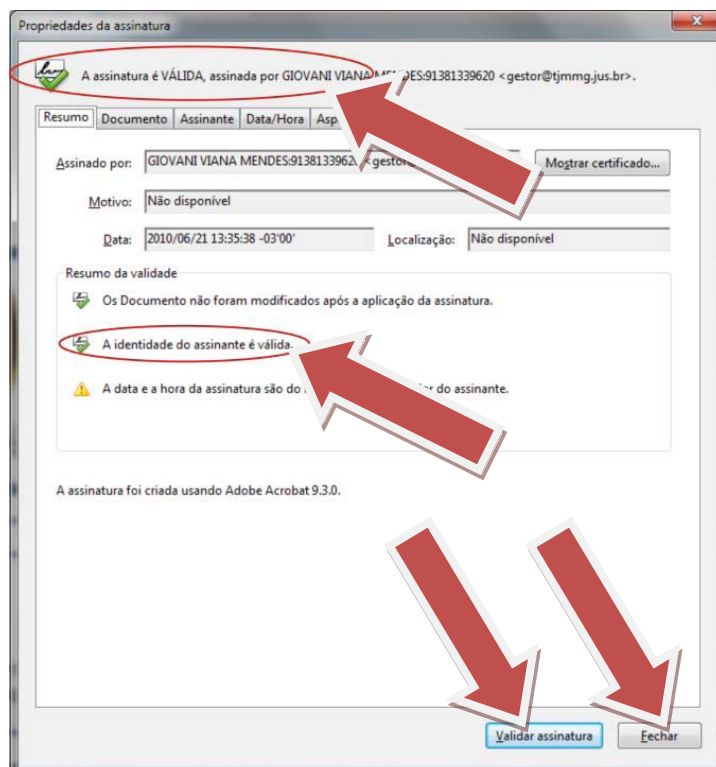 Propriedades da assinatura
A assinatura é VÁLIDA, assinada por GIOVANI VIANA MENDES:91381339620 <gestor@tjmmg.jus.br>.
Resumo Documento Assinante Data/Hora
Assinado por: GIOVANI VIANA MENDES:9138133962 Mostrar certificado...
Motivo: Não disponível
Data: 2010/06/21 13:35:38 -03'00' Localização: Não disponível
Resumo da validade
Os Documento não foram modificados após a aplicação da assinatura.
A identidade do assinante é válida.
A data e a hora da assinatura são do do assinante.
A assinatura foi criada usando Adobe Acrobat 9.3.0.
Validar assinatura Fechar